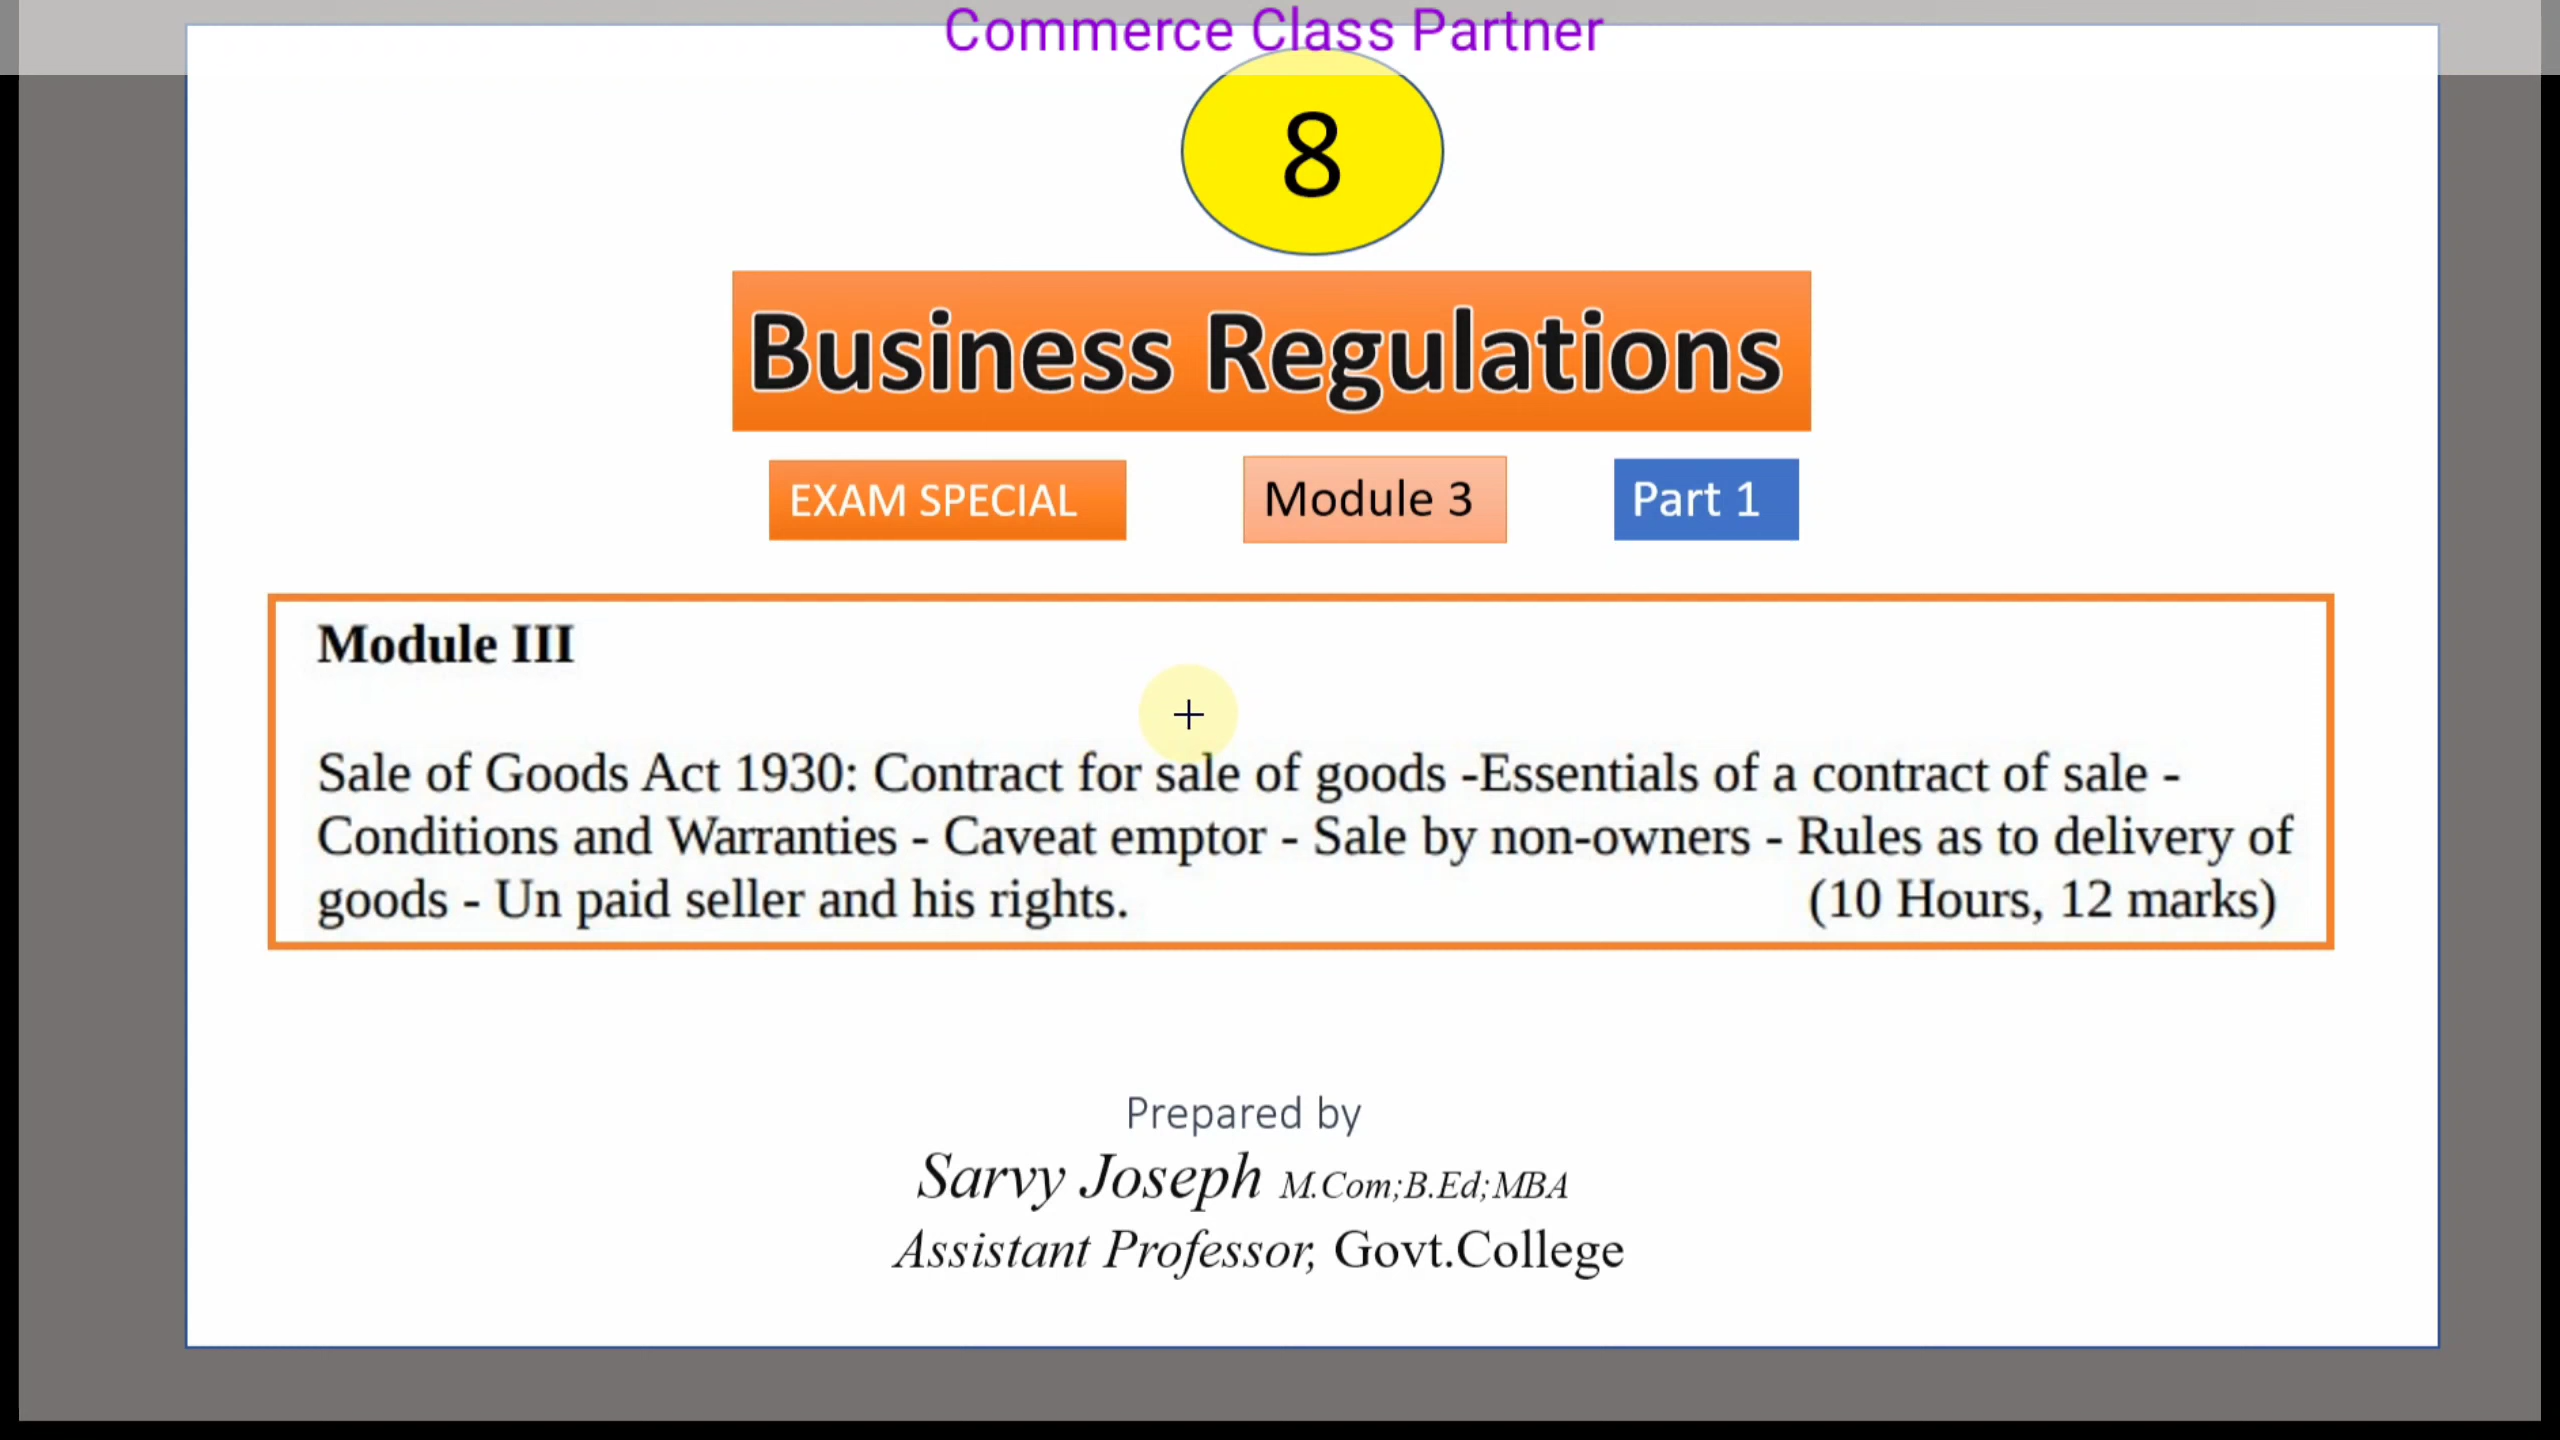 Commerce Class Partner
8
Business Regulations
EXAM SPECIAL
Module 3
Part 1
Module III
Sale of Goods Act 1930: Contract for sale of goods -Essentials of a contract of sale -
Conditions and Warranties - Caveat emptor - Sale by non-owners - Rules as to delivery of
goods - Un paid seller and his rights. (10 Hours, 12 marks)
Prepared by
Sarvy Joseph M.Com;B.Ed;MBA
Assistant Professor, Govt.College